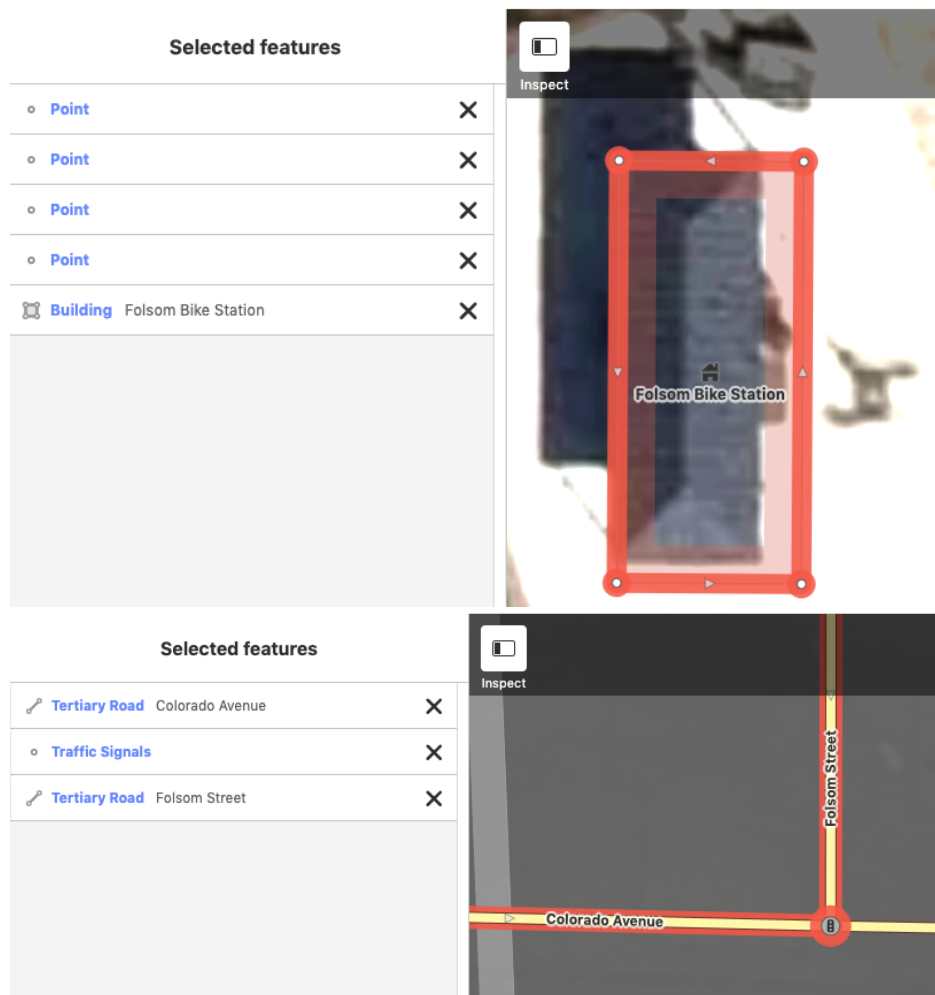 Selected features
Inspect
Point
Point
Point
Point
Building Folsom Bike Station
Folsom Bike Station
Selected features
Inspect
Tertiary Road Colorado Avenue
Traffic Signals
Tertiary Road Folsom Street
Folsom Street
Colorado Avenue